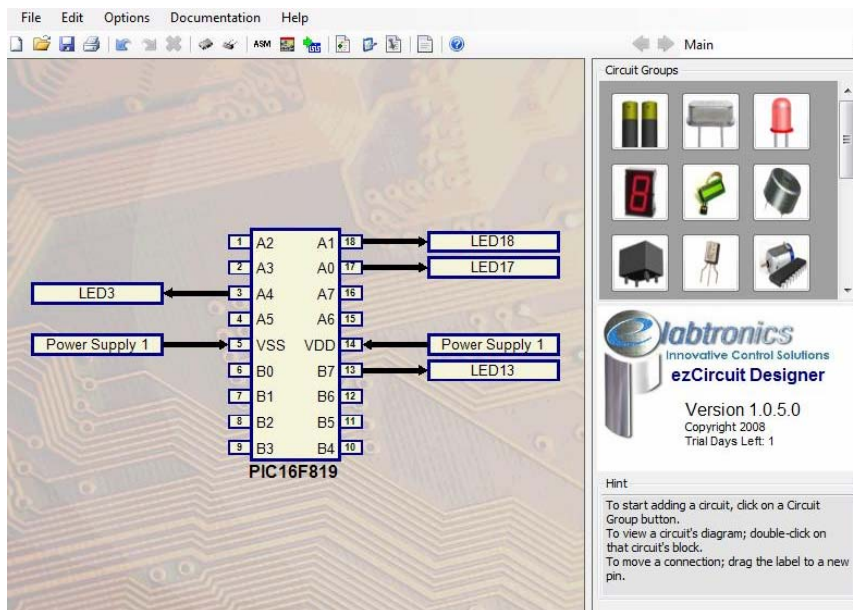 File Edit Options Documentation Help
ASM
Main
Circuit Groups
1 A2 A1 18 LED18
2 A3 A0 17 LED17
LED3 3 A4 A7 16
4 A5 A6 15
Power Supply 1 5 VSS VDD 14 Power Supply 1
6 B0 B7 13 LED13
7 B1 B6 12
8 B2 B5 11
9 B3 B4 10
PIC16F819
elabtronics
Innovative Control Solutions
ezCircuit Designer
Version 1.0.5.0
Copyright 2008
Trial Days Left: 1
Hint
To start adding a circuit, click on a Circuit
Group button.
To view a circuit's diagram; double-click on
that circuit's block.
To move a connection; drag the label to a new
pin.